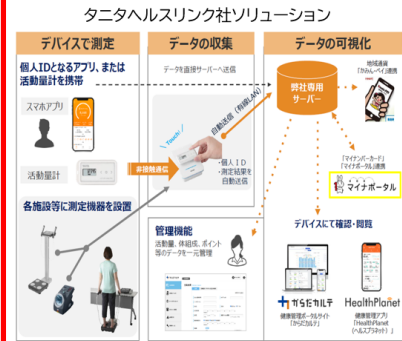 タニタヘルスリンク社ソリューション
デバイスで測定
データの収集
データの可視化
個人IDとなるアプリ、または
活動量計を携帯
データを直接サーバーへ送信
スマホアプリ
活動量計
Touch!
非接触通信
自動送信（有線LAN）
・個人ＩＤ
・測定結果を
自動送信
弊社専用
サーバー
地域通貨
「かみん・ペイ」連携
「マイナンバーカード」
「マイナポータル」連携
マイナポータル
各施設等に測定機器を設置
管理機能
活動量、体組成、ポイント
等のデータを一元管理
デバイスにて確認・閲覧
からだカルテ
健康管理ポータルサイト
「からだカルテ」
HealthPlanet
健康管理アプリ
「HealthPlanet
（ヘルスプラネット）」